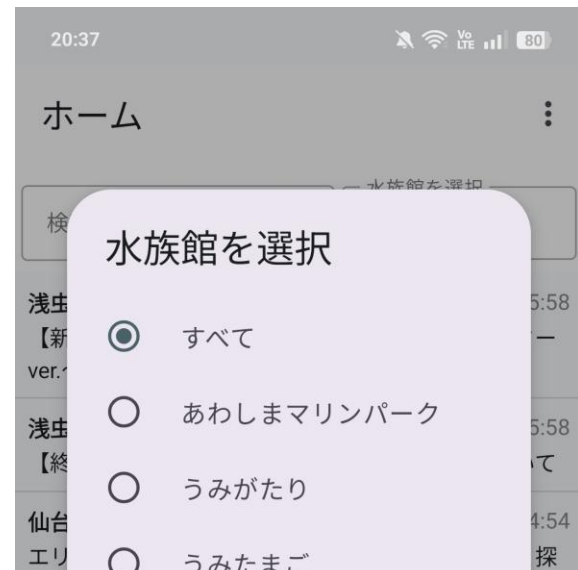 20:37
Vo
LTE
80
ホーム
水族館を選択
検
水族館を選択
浅虫
5:58
【新
ー
ver.
すべて
あわしまマリンパーク
浅虫
5:58
【終
いて
うみがたり
仙台
4:54
エリ
探
うみたまご